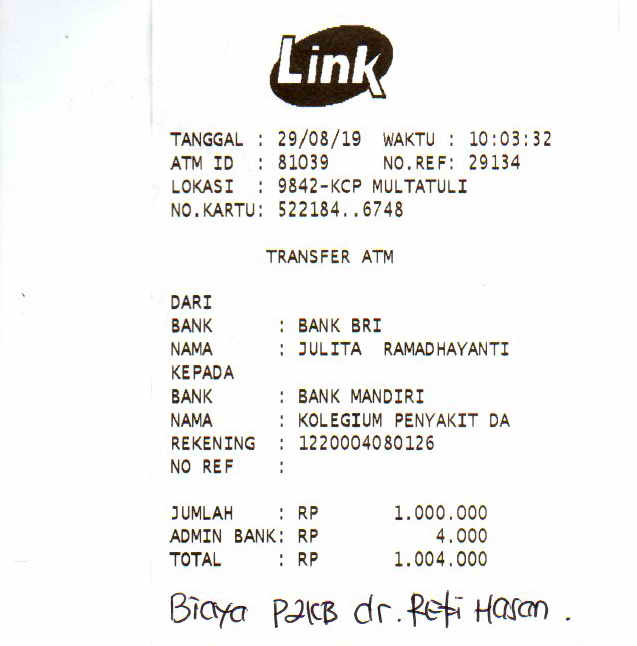 Link
TANGGAL : 29/08/19 WAKTU : 10:03:32
ATM ID : 81039 NO.REF: 29134
LOKASI : 9842-KCP MULTATULI
NO.KARTU: 522184..6748
TRANSFER ATM
DARI
BANK : BANK BRI
NAMA : JULITA RAMADHAYANTI
KEPADA
BANK : BANK MANDIRI
NAMA : KOLEGIUM PENYAKIT DA
REKENING : 1220004080126
NO REF :
JUMLAH : RP 1.000.000
ADMIN BANK: RP 4.000
TOTAL : RP 1.004.000
Biaya P2KB dr. Hasan .